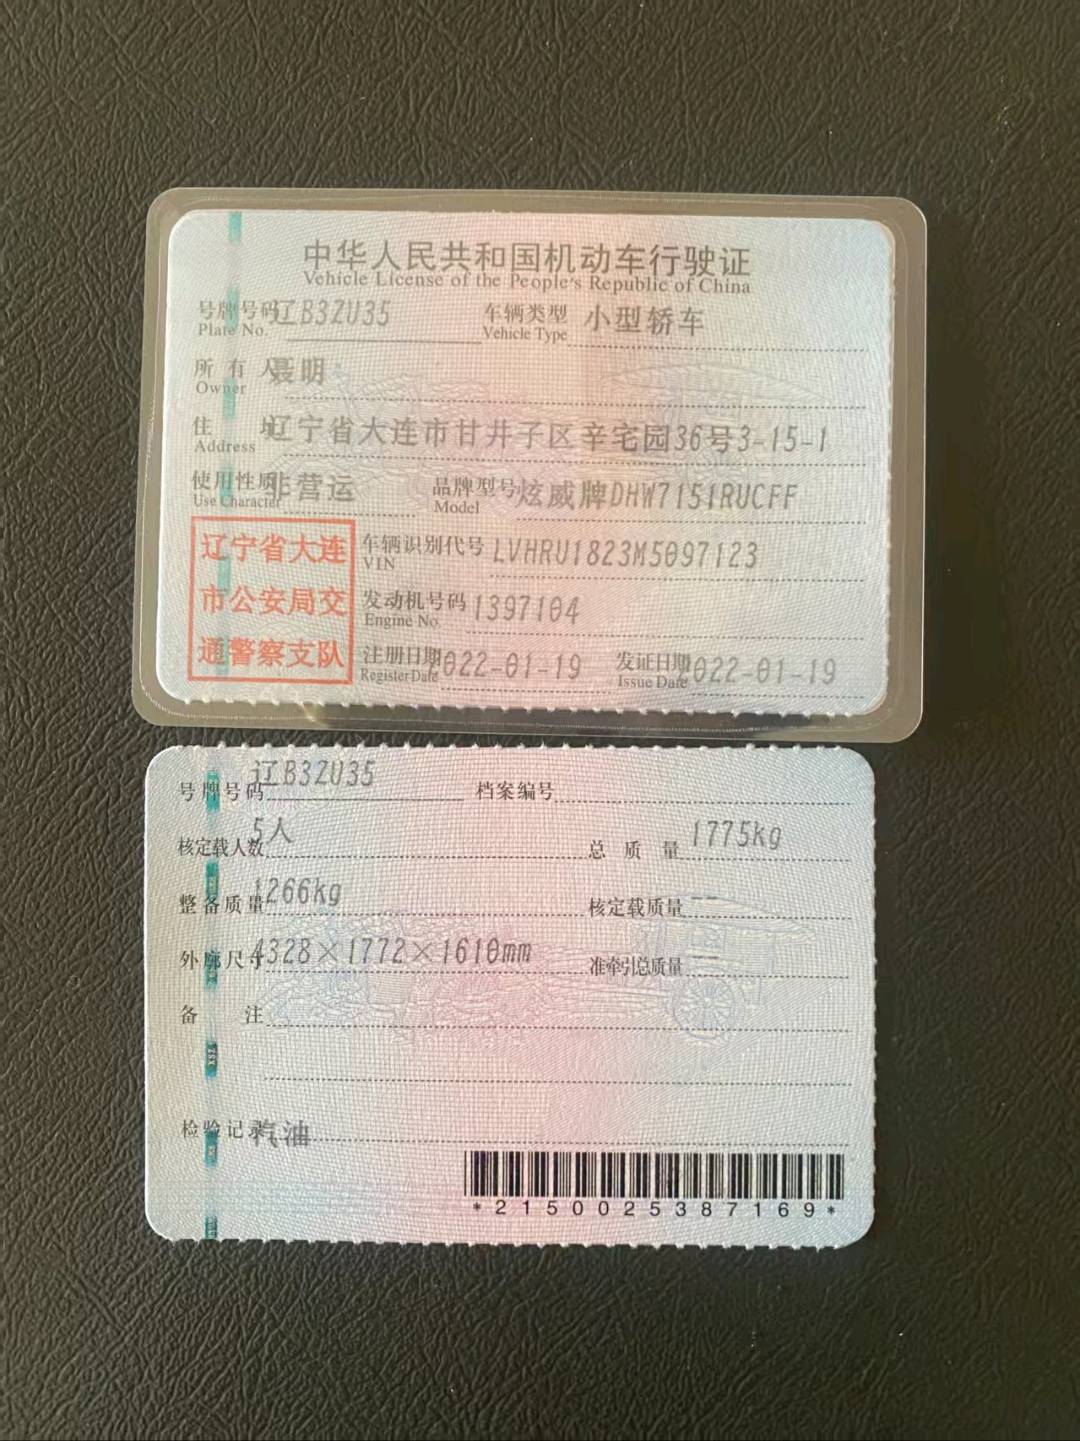 中华人民共和国机动车行驶证
Vehicle License of the People's Republic of China
号牌号码 辽B3ZU35 车辆类型 小型轿车
Plate No. Vehicle Type
所有人 聂明
Owner
住址 辽宁省大连市甘井子区辛宅园36号3-15-1
Address
使用性质 非营运 品牌型号 炫威牌DHW7151RUCFF
Use Character Model
辽宁省大连
市公安局交
通警察支队
车辆识别代号 LVHRU1823M5097123
VIN
发动机号码 1397104
Engine No.
注册日期 2022-01-19 发证日期 2022-01-19
Register Date Issue Date
号牌号码 辽B3ZU35 档案编号
核定载人数 5人 总质量 1775kg
整备质量 1266kg 核定载质量 --
外廓尺寸 4328×1772×1610mm 准牵引总质量 --
备注
检验记录 汽油
*2150025387169*